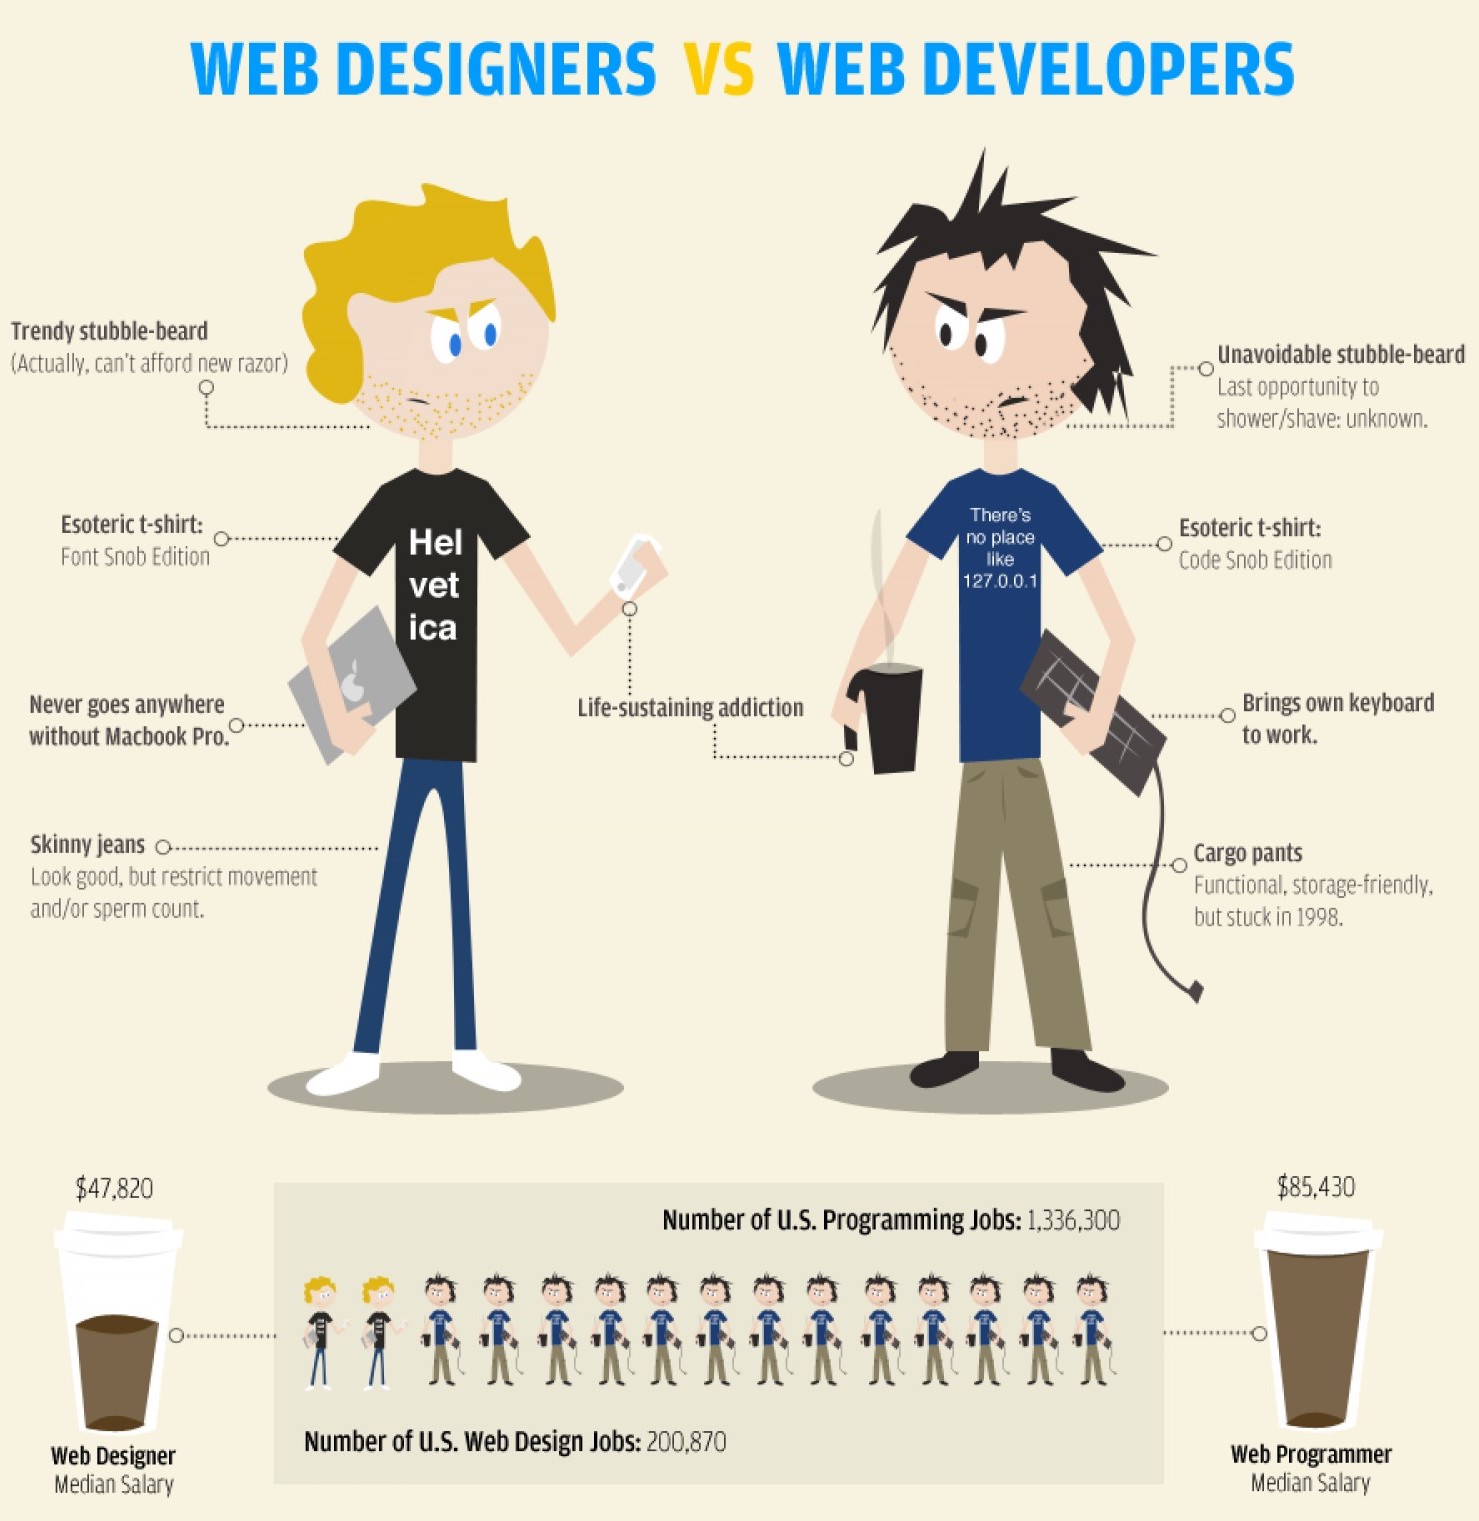 WEB DESIGNERS VS WEB DEVELOPERS
Trendy stubble-beard
(Actually, can't afford new razor)
Unavoidable stubble-beard
Last opportunity to
shower/shave: unknown.
Esoteric t-shirt:
Font Snob Edition
Hel
vet
ica
There's
no place
like
127.0.0.1
Esoteric t-shirt:
Code Snob Edition
Never goes anywhere
without Macbook Pro.
Life-sustaining addiction
Brings own keyboard
to work.
Skinny jeans
Look good, but restrict movement
and/or sperm count.
Cargo pants
Functional, storage-friendly,
but stuck in 1998.
$47,820
Web Designer
Median Salary
Number of U.S. Programming Jobs: 1,336,300
Number of U.S. Web Design Jobs: 200,870
$85,430
Web Programmer
Median Salary